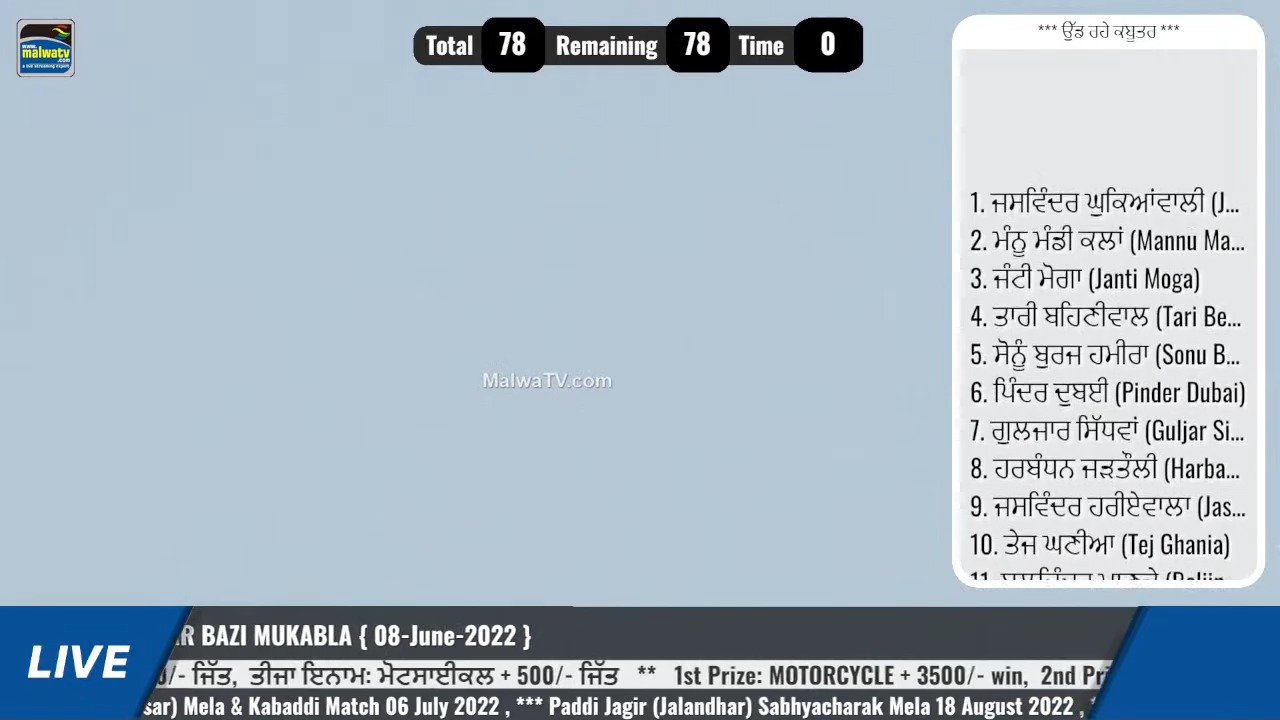 www.
malwatv
.com
Total 78 Remaining 78 Time 0
*** ਉੱਡ ਰਹੇ ਕਬੂਤਰ ***
1. ਜਸਵਿੰਦਰ ਘੁਕਿਆਂਵਾਲੀ (J...
2. ਮੰਨੁ ਮੰਡੀ ਕਲਾਂ (Mannu Ma...
3. ਜੰਟੀ ਮੋਗਾ (Janti Moga)
4. ਤਾਰੀ ਬਹਿਣੀਵਾਲ (Tari Be...
5. ਸੋਨੂੰ ਬੁਰਜ ਹਮੀਰਾ (Sonu B...
6. ਪਿੰਦਰ ਦੁਬਈ (Pinder Dubai)
7. ਗੁਲਜਾਰ ਸਿੱਧਵਾਂ (Guljar Si...
8. ਹਰਬੰਧਨ ਜੜਤੌਲੀ (Harba...
9. ਜਸਵਿੰਦਰ ਹਰੀਏਵਾਲਾ (Jas...
10. ਤੇਜ ਘਣੀਆ (Tej Ghania)
MalwaTV.com
AR BAZI MUKABLA { 08-June-2022 }
LIVE
/- ਜਿੱਤ, ਤੀਜਾ ਇਨਾਮ: ਮੋਟਸਾਈਕਲ + 500/- ਜਿੱਤ ** 1st Prize: MOTORCYCLE + 3500/- win, 2nd Pri
sar) Mela & Kabaddi Match 06 July 2022 , *** Paddi Jagir (Jalandhar) Sabhyacharak Mela 18 August 2022 ,